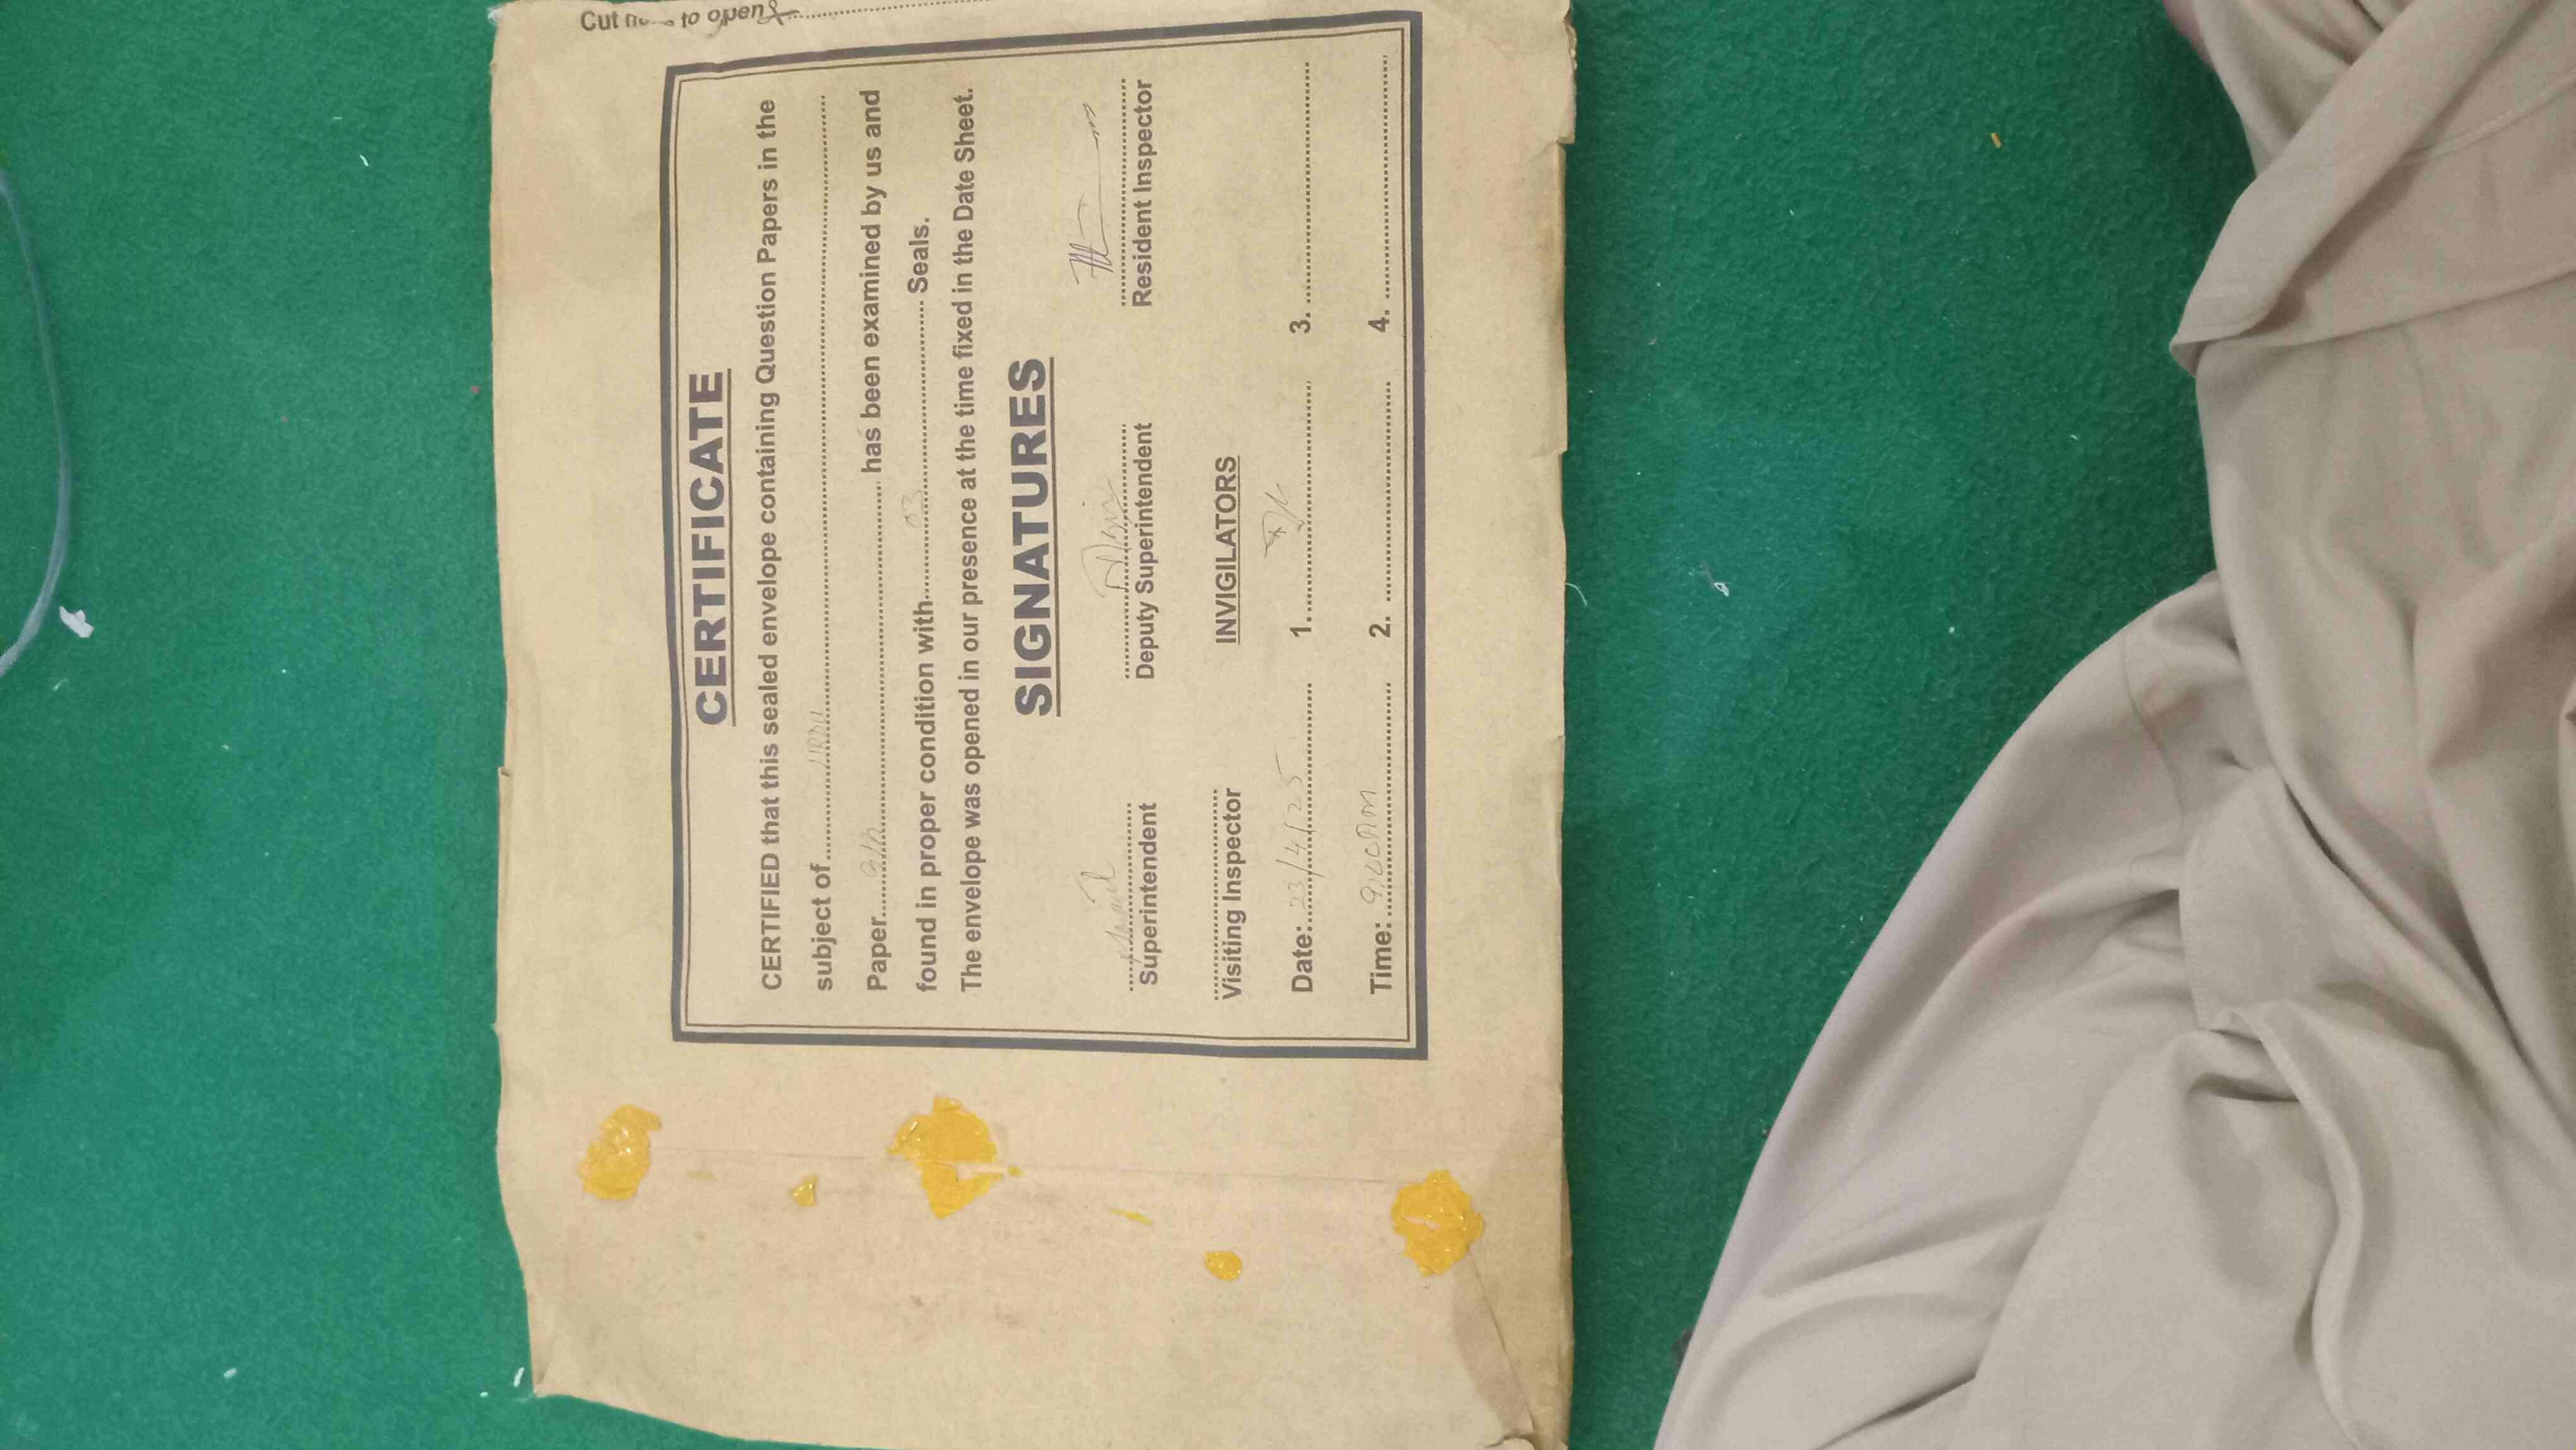 Cut to open
CERTIFICATE
CERTIFIED that this sealed envelope containing Question Papers in the
subject of URDU
Paper 9th has been examined by us and
found in proper condition with 03 Seals.
The envelope was opened in our presence at the time fixed in the Date Sheet.
SIGNATURES
Superintendent Deputy Superintendent Resident Inspector
Visiting Inspector INVIGILATORS
Date: 23/4/25 1. 3.
Time: 9:00AM 2. 4.